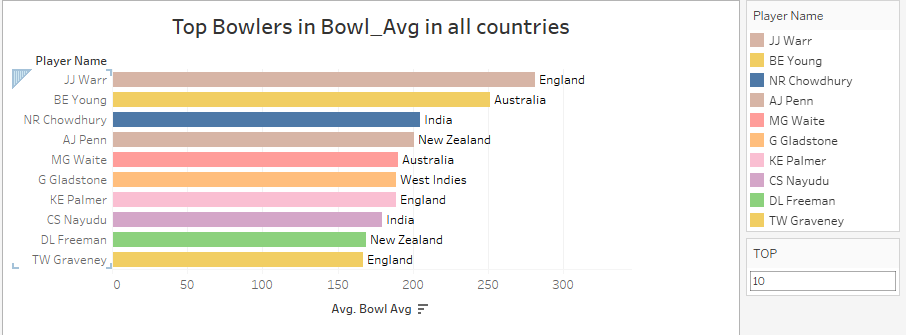 Top Bowlers in Bowl_Avg in all countries
Player Name
JJ Warr England
BE Young Australia
NR Chowdhury India
AJ Penn New Zealand
MG Waite Australia
G Gladstone West Indies
KE Palmer England
CS Nayudu India
DL Freeman New Zealand
TW Graveney England
0 50 100 150 200 250 300
Avg. Bowl Avg
Player Name
JJ Warr
BE Young
NR Chowdhury
AJ Penn
MG Waite
G Gladstone
KE Palmer
CS Nayudu
DL Freeman
TW Graveney
TOP
10